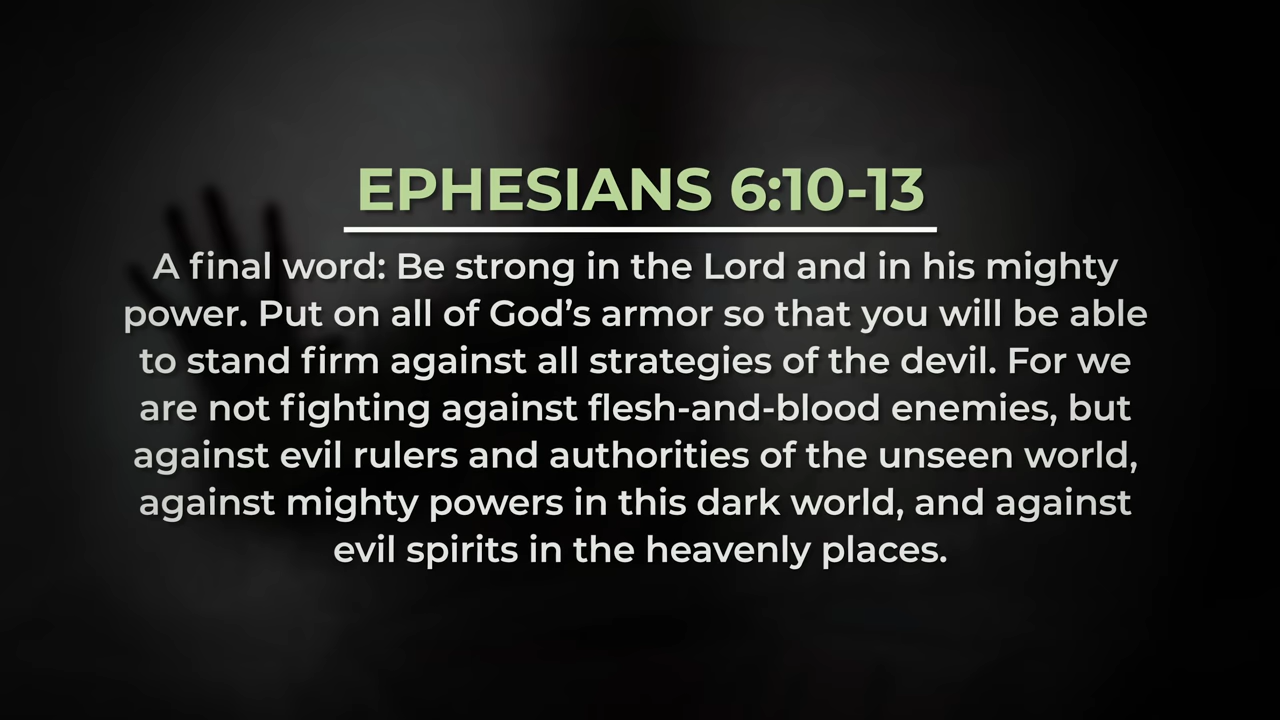 EPHESIANS 6:10-13
A final word: Be strong in the Lord and in his mighty
power. Put on all of God’s armor so that you will be able
to stand firm against all strategies of the devil. For we
are not fighting against flesh-and-blood enemies, but
against evil rulers and authorities of the unseen world,
against mighty powers in this dark world, and against
evil spirits in the heavenly places.